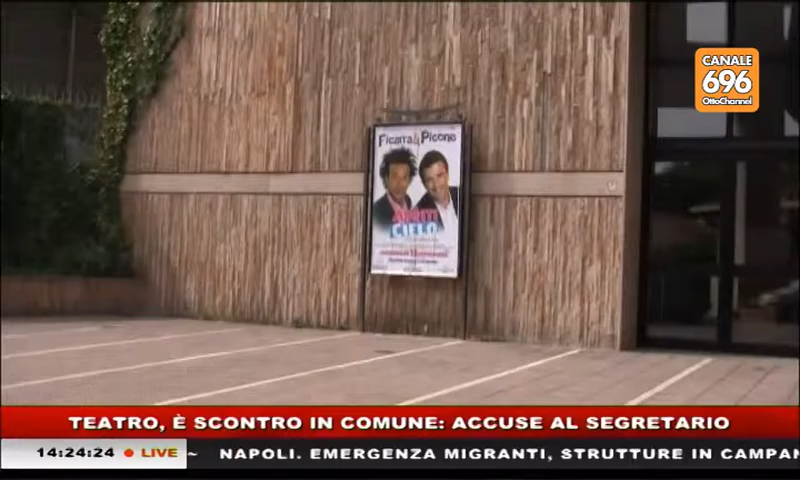 CANALE
696
OttoChannel
Ficarra & Picone
APRITI
CIELO
TEATRO, È SCONTRO IN COMUNE: ACCUSE AL SEGRETARIO
14:24:24 ● LIVE ~ NAPOLI. EMERGENZA MIGRANTI, STRUTTURE IN CAMPAN